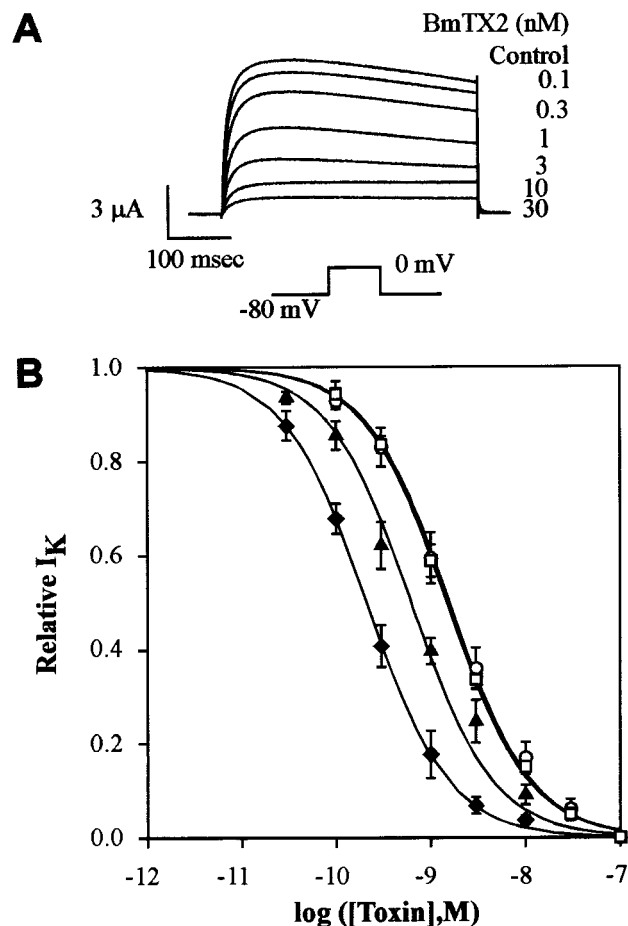 A
BmTX2 (nM)
Control
0.1
0.3
1
3
10
30
3 µA
100 msec
0 mV
-80 mV
B
1.0
0.8
0.6
0.4
0.2
0.0
Relative I_K
-12 -11 -10 -9 -8 -7
log ([Toxin],M)